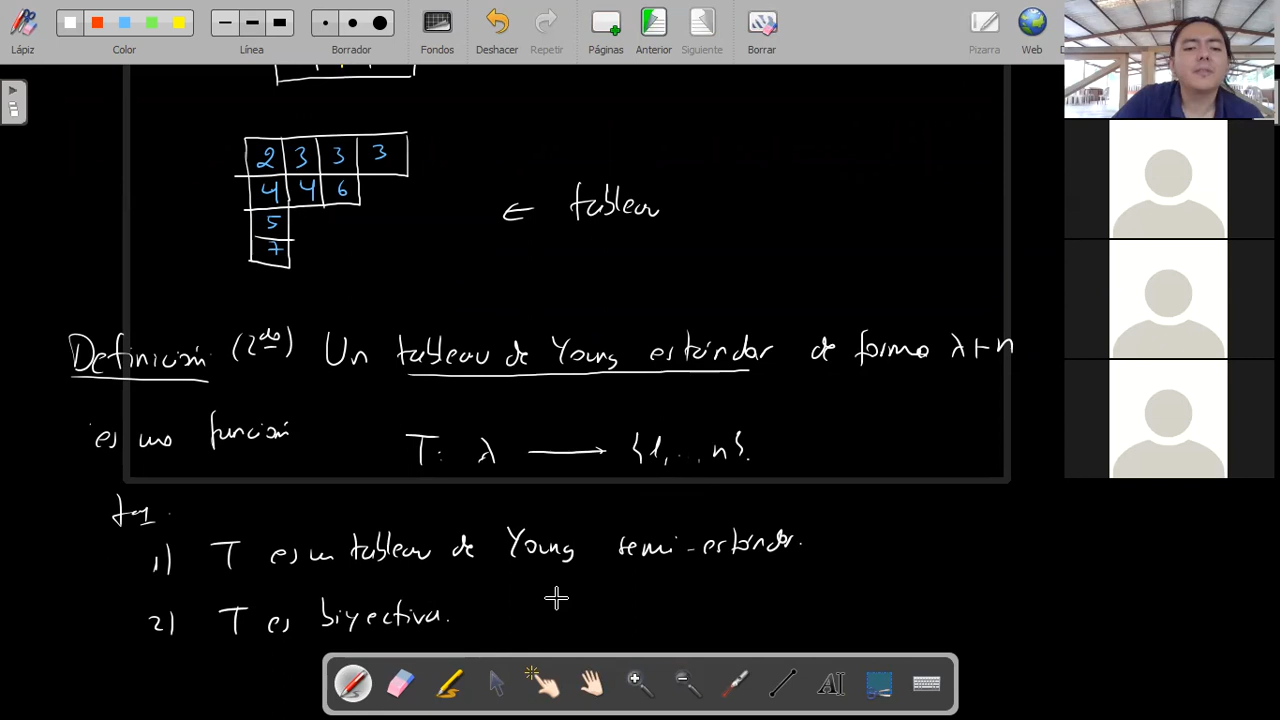 Lápiz Color Línea Borrador Fondos Deshacer Repetir Páginas Anterior Siguiente Borrar Pizarra Web
2 3 3 3
4 4 6
← tableau
5
7
Definición (2da) Un tableau de Young estándar de forma λ ⊢ n
es una función T: λ → {1,...,n}.
tq.
1) T es un tableau de Young semi-estándar.
2) T es biyectiva.
AI